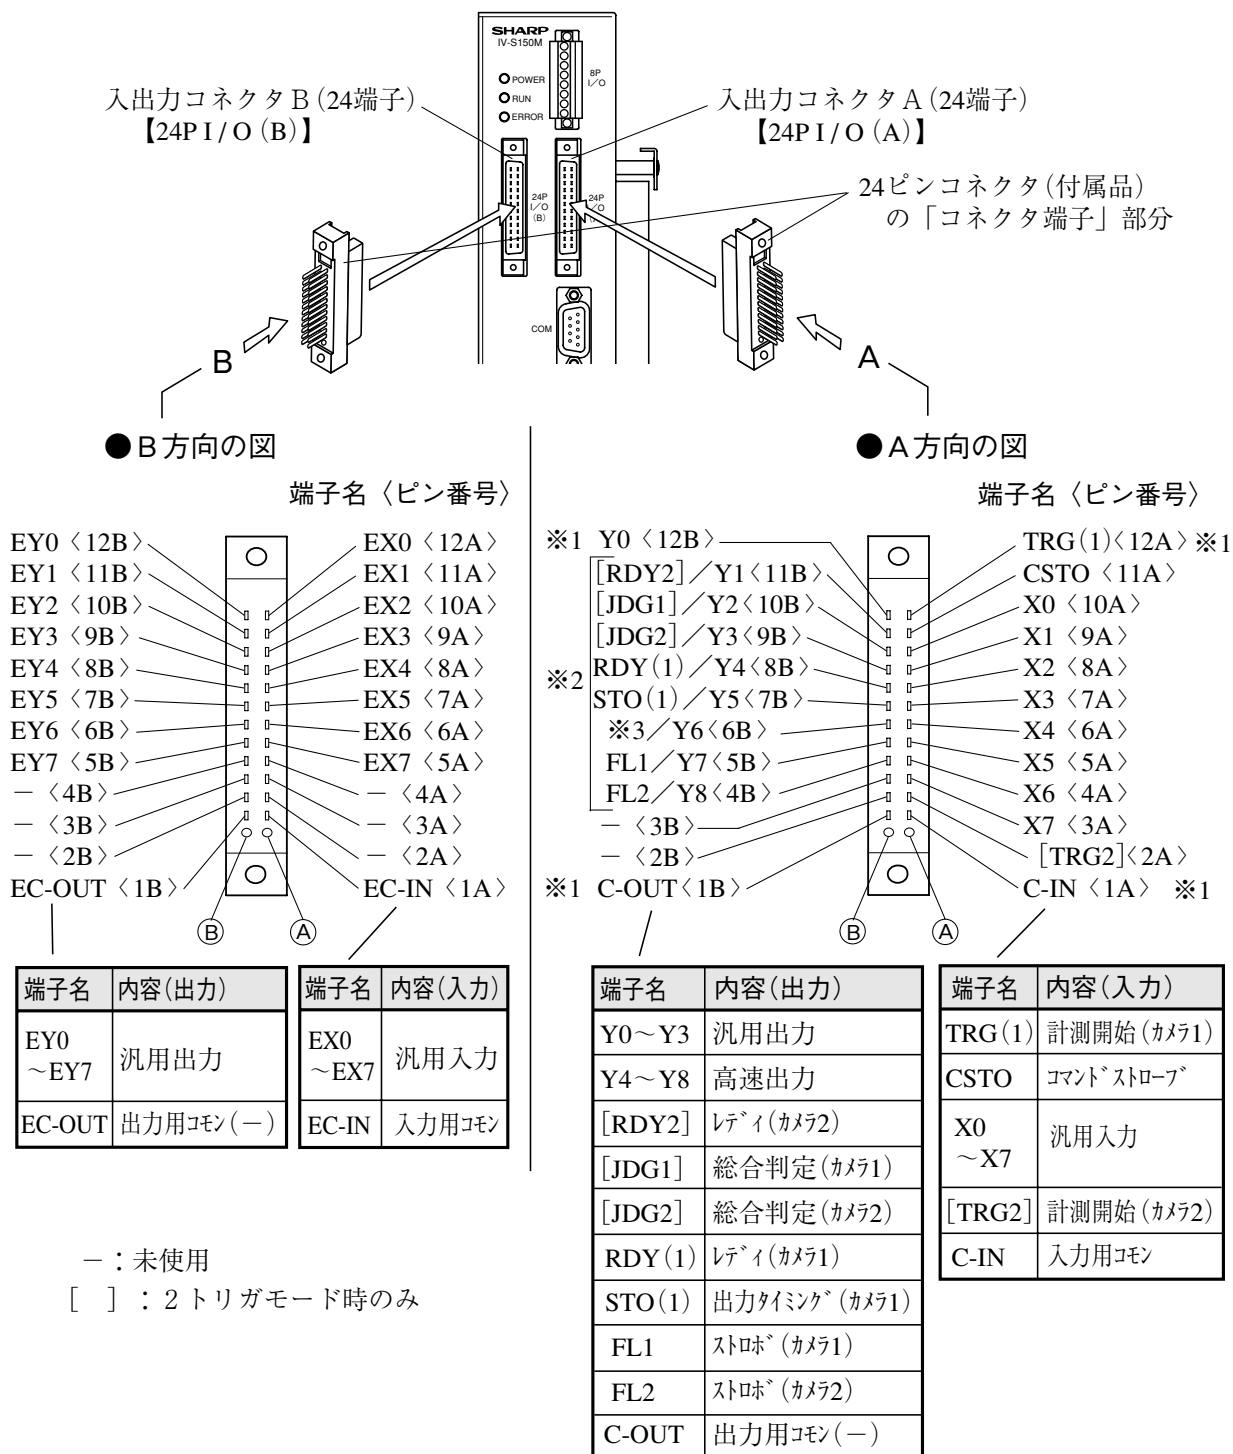 SHARP
IV-S150M
POWER
RUN
ERROR
8P
I/O
入出力コネクタB(24端子)
【24P I/O (B)】
入出力コネクタA(24端子)
【24P I/O (A)】
24P
I/O
(B)
24P
24ピンコネクタ(付属品)
の「コネクタ端子」部分
COM
B
A
●B方向の図
端子名〈ピン番号〉
EY0〈12B〉
EY1〈11B〉
EY2〈10B〉
EY3〈9B〉
EY4〈8B〉
EY5〈7B〉
EY6〈6B〉
EY7〈5B〉
−〈4B〉
−〈3B〉
−〈2B〉
EC-OUT〈1B〉
EX0〈12A〉
EX1〈11A〉
EX2〈10A〉
EX3〈9A〉
EX4〈8A〉
EX5〈7A〉
EX6〈6A〉
EX7〈5A〉
−〈4A〉
−〈3A〉
−〈2A〉
EC-IN〈1A〉
Ⓑ Ⓐ
端子名 内容(出力)
EY0
〜EY7 汎用出力
EC-OUT 出力用コモン(−)
端子名 内容(入力)
EX0
〜EX7 汎用入力
EC-IN 入力用コモン
−:未使用
[ ]:2トリガモード時のみ
●A方向の図
端子名〈ピン番号〉
※1 Y0〈12B〉
[RDY2]/Y1〈11B〉
[JDG1]/Y2〈10B〉
[JDG2]/Y3〈9B〉
※2 RDY(1)/Y4〈8B〉
STO(1)/Y5〈7B〉
※3/Y6〈6B〉
FL1/Y7〈5B〉
FL2/Y8〈4B〉
−〈3B〉
−〈2B〉
※1 C-OUT〈1B〉
TRG(1)〈12A〉※1
CSTO〈11A〉
X0〈10A〉
X1〈9A〉
X2〈8A〉
X3〈7A〉
X4〈6A〉
X5〈5A〉
X6〈4A〉
X7〈3A〉
[TRG2]〈2A〉
C-IN〈1A〉 ※1
Ⓑ Ⓐ
端子名 内容(出力)
Y0〜Y3 汎用出力
Y4〜Y8 高速出力
[RDY2] ﾚﾃﾞｨ(ｶﾒﾗ2)
[JDG1] 総合判定(ｶﾒﾗ1)
[JDG2] 総合判定(ｶﾒﾗ2)
RDY(1) ﾚﾃﾞｨ(ｶﾒﾗ1)
STO(1) 出力ﾀｲﾐﾝｸﾞ(ｶﾒﾗ1)
FL1 ｽﾄﾛﾎﾞ(ｶﾒﾗ1)
FL2 ｽﾄﾛﾎﾞ(ｶﾒﾗ2)
C-OUT 出力用ｺﾓﾝ(−)
端子名 内容(入力)
TRG(1) 計測開始(ｶﾒﾗ1)
CSTO ｺﾏﾝﾄﾞｽﾄﾛｰﾌﾞ
X0
〜X7 汎用入力
[TRG2] 計測開始(ｶﾒﾗ2)
C-IN 入力用ｺﾓﾝ